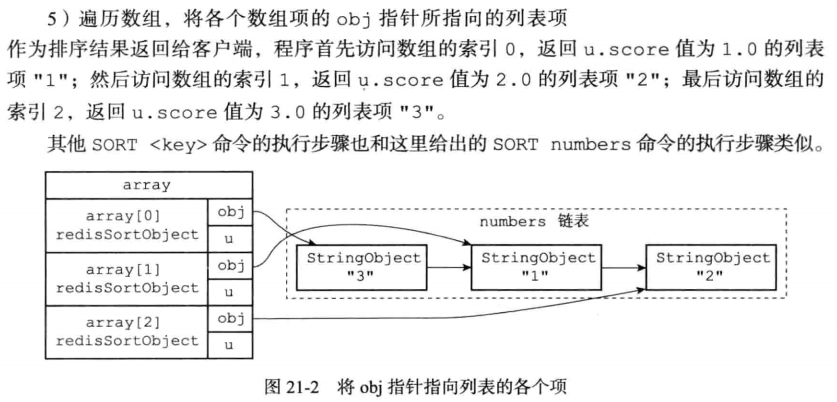 5）遍历数组，将各个数组项的 obj 指针所指向的列表项
作为排序结果返回给客户端，程序首先访问数组的索引 0，返回 u.score 值为 1.0 的列表
项 "1"；然后访问数组的索引 1，返回 u.score 值为 2.0 的列表项 "2"；最后访问数组的
索引 2，返回 u.score 值为 3.0 的列表项 "3"。
其他 SORT <key> 命令的执行步骤也和这里给出的 SORT numbers 命令的执行步骤类似。
array
array[0]
redisSortObject
obj
u
array[1]
redisSortObject
obj
u
array[2]
redisSortObject
obj
u
numbers 链表
StringObject
"3"
StringObject
"1"
StringObject
"2"
图 21-2 将 obj 指针指向列表的各个项